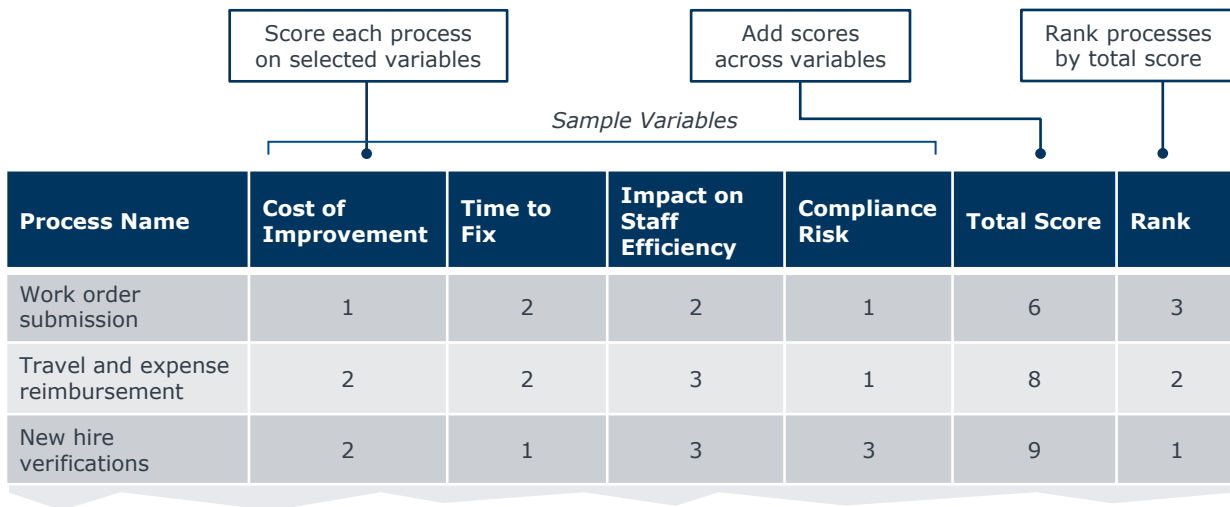 Score each process
on selected variables
Add scores
across variables
Rank processes
by total score
Sample Variables
Process Name
Cost of
Improvement
Time to
Fix
Impact on
Staff
Efficiency
Compliance
Risk
Total Score
Rank
Work order
submission
1
2
2
1
6
3
Travel and expense
reimbursement
2
2
3
1
8
2
New hire
verifications
2
1
3
3
9
1